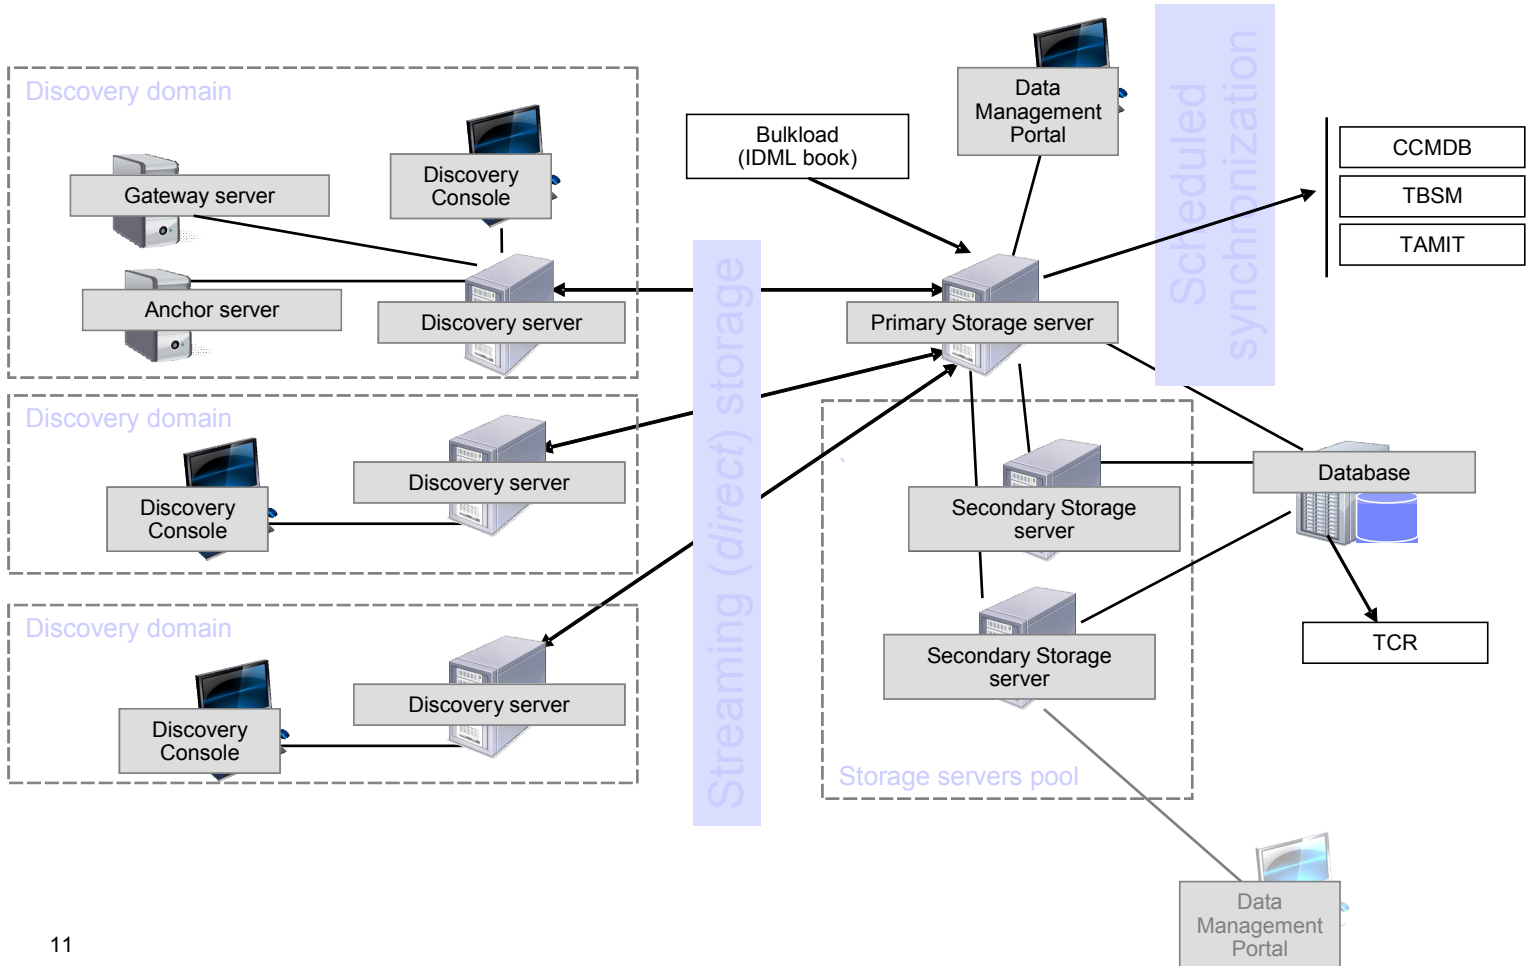 Discovery domain
Gateway server
Discovery
Console
Anchor server
Discovery server
Discovery domain
Discovery server
Discovery
Console
Discovery domain
Discovery server
Discovery
Console
Streaming (direct) storage
Bulkload
(IDML book)
Data
Management
Portal
Primary Storage server
Scheduled
synchronization
CCMDB
TBSM
TAMIT
Secondary Storage
server
Secondary Storage
server
Storage servers pool
Database
TCR
Data
Management
Portal
11